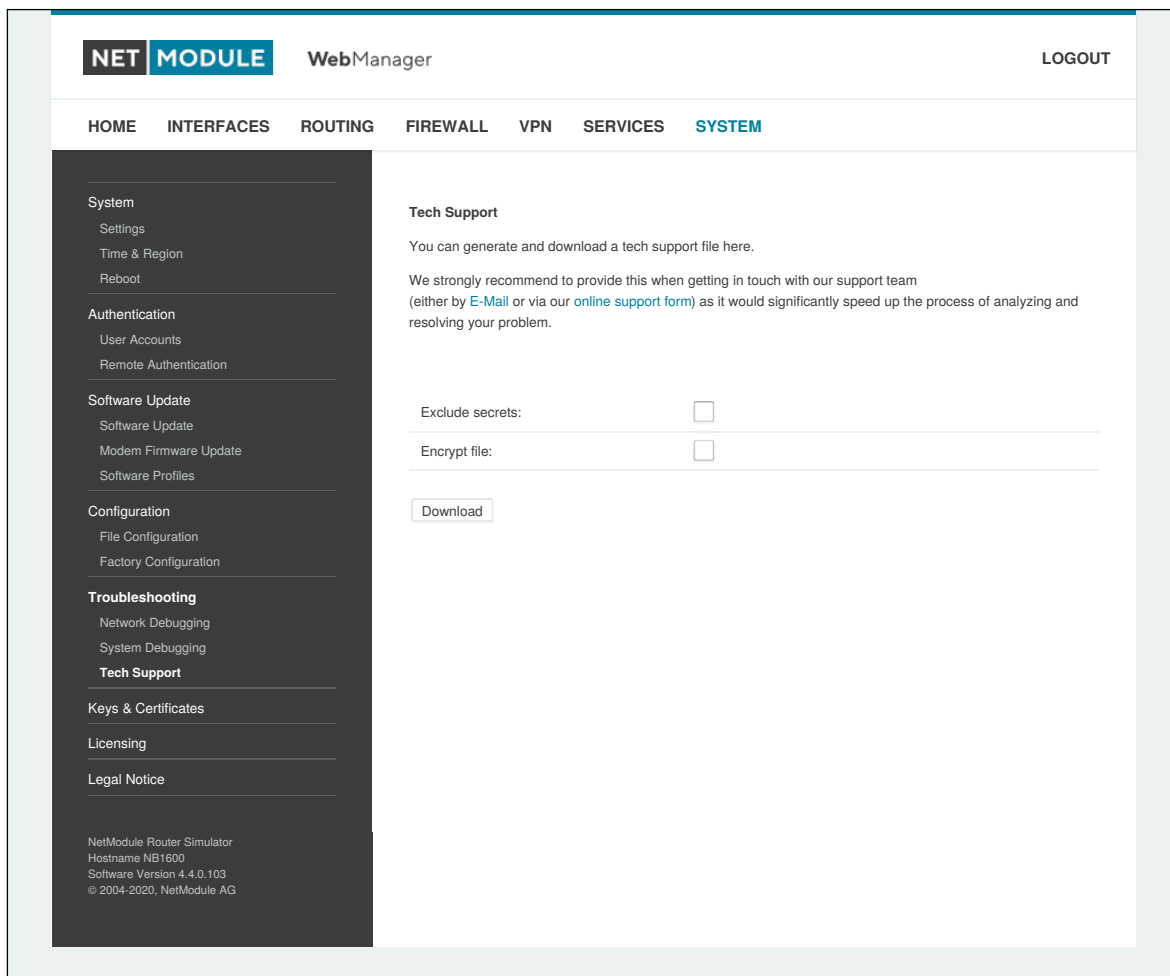 NET MODULE WebManager LOGOUT
HOME INTERFACES ROUTING FIREWALL VPN SERVICES SYSTEM
System
Settings
Time & Region
Reboot
Authentication
User Accounts
Remote Authentication
Software Update
Software Update
Modem Firmware Update
Software Profiles
Configuration
File Configuration
Factory Configuration
Troubleshooting
Network Debugging
System Debugging
Tech Support
Keys & Certificates
Licensing
Legal Notice
NetModule Router Simulator
Hostname NB1600
Software Version 4.4.0.103
© 2004-2020, NetModule AG
Tech Support
You can generate and download a tech support file here.
We strongly recommend to provide this when getting in touch with our support team
(either by E-Mail or via our online support form) as it would significantly speed up the process of analyzing and
resolving your problem.
Exclude secrets:
Encrypt file:
Download